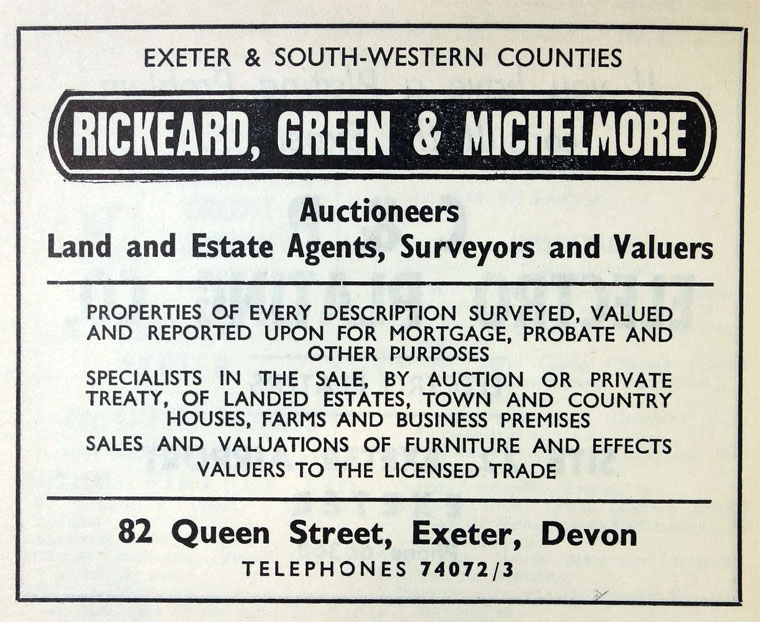 EXETER & SOUTH-WESTERN COUNTIES
RICKEARD, GREEN & MICHELMORE
Auctioneers
Land and Estate Agents, Surveyors and Valuers
PROPERTIES OF EVERY DESCRIPTION SURVEYED, VALUED
AND REPORTED UPON FOR MORTGAGE, PROBATE AND
OTHER PURPOSES
SPECIALISTS IN THE SALE, BY AUCTION OR PRIVATE
TREATY, OF LANDED ESTATES, TOWN AND COUNTRY
HOUSES, FARMS AND BUSINESS PREMISES
SALES AND VALUATIONS OF FURNITURE AND EFFECTS
VALUERS TO THE LICENSED TRADE
82 Queen Street, Exeter, Devon
TELEPHONES 74072/3